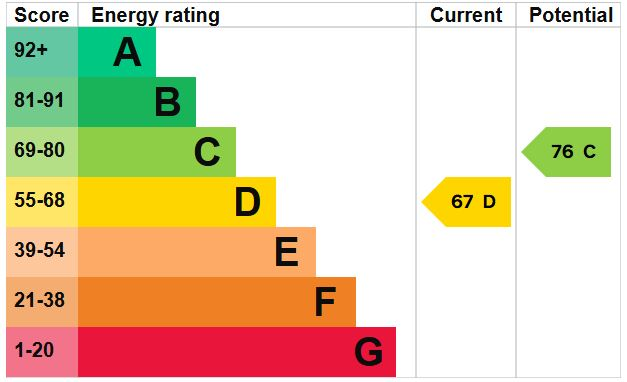 Score Energy rating Current Potential
92+ A
81-91 B
69-80 C 76 C
55-68 D 67 D
39-54 E
21-38 F
1-20 G